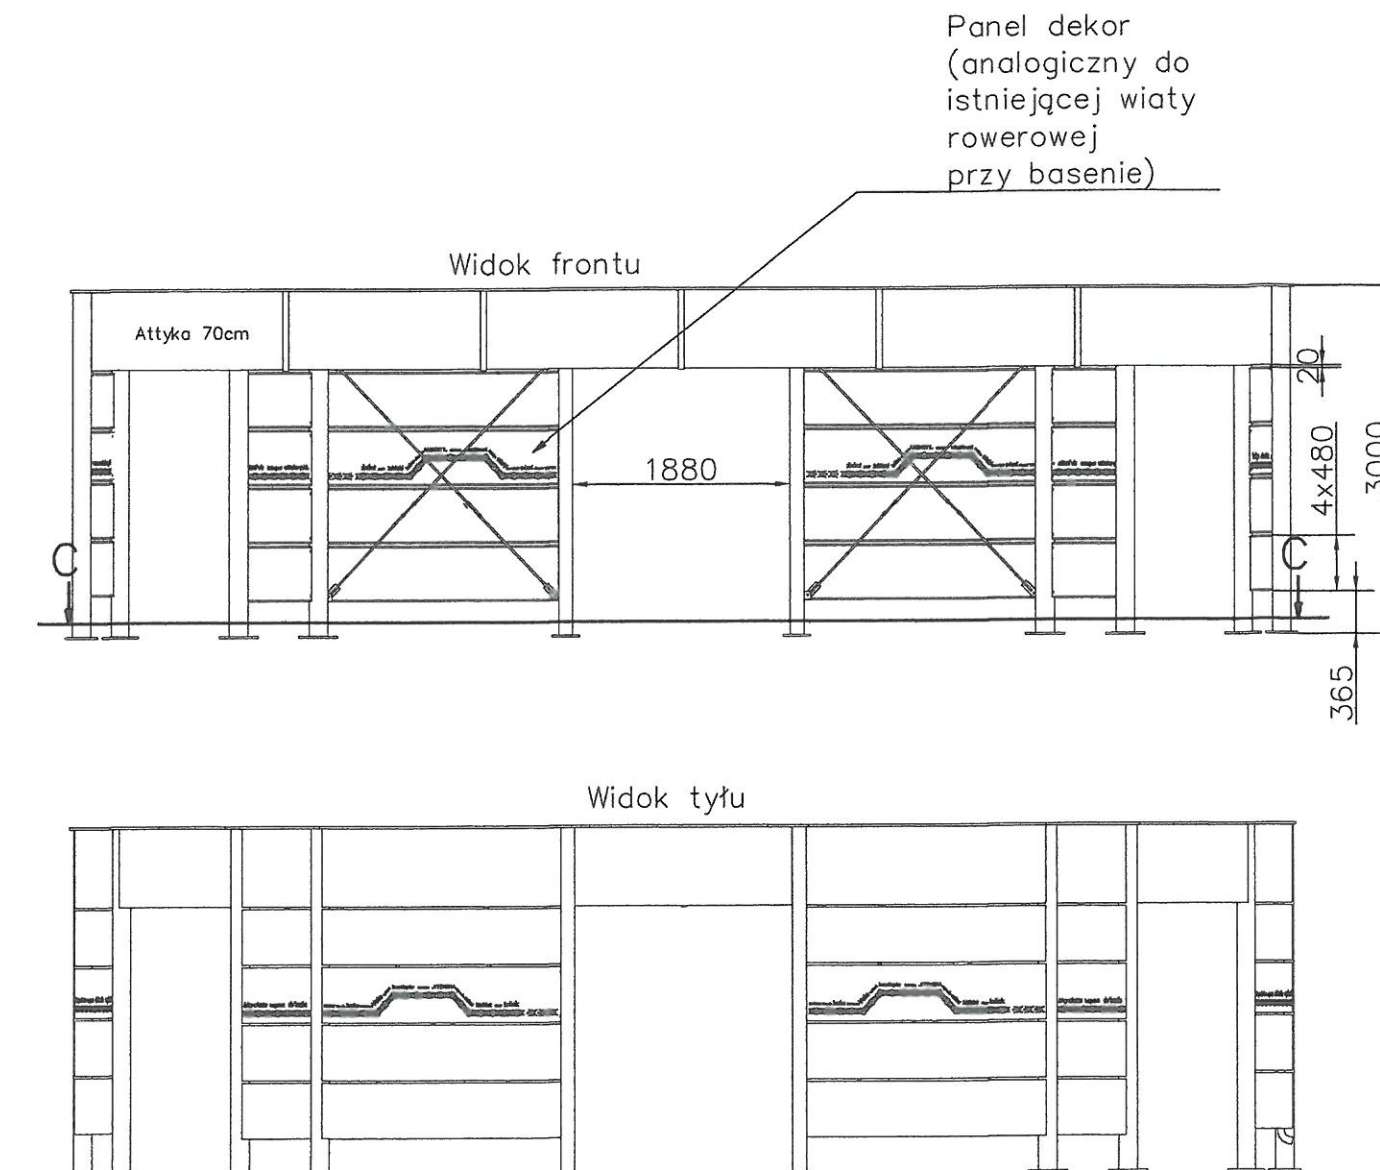 Panel dekor
(analogiczny do
istniejącej wiaty
rowerowej
przy basenie)
Widok frontu
Attyka 70cm
20
1880
4x480
3000
C
C
365
Widok tyłu